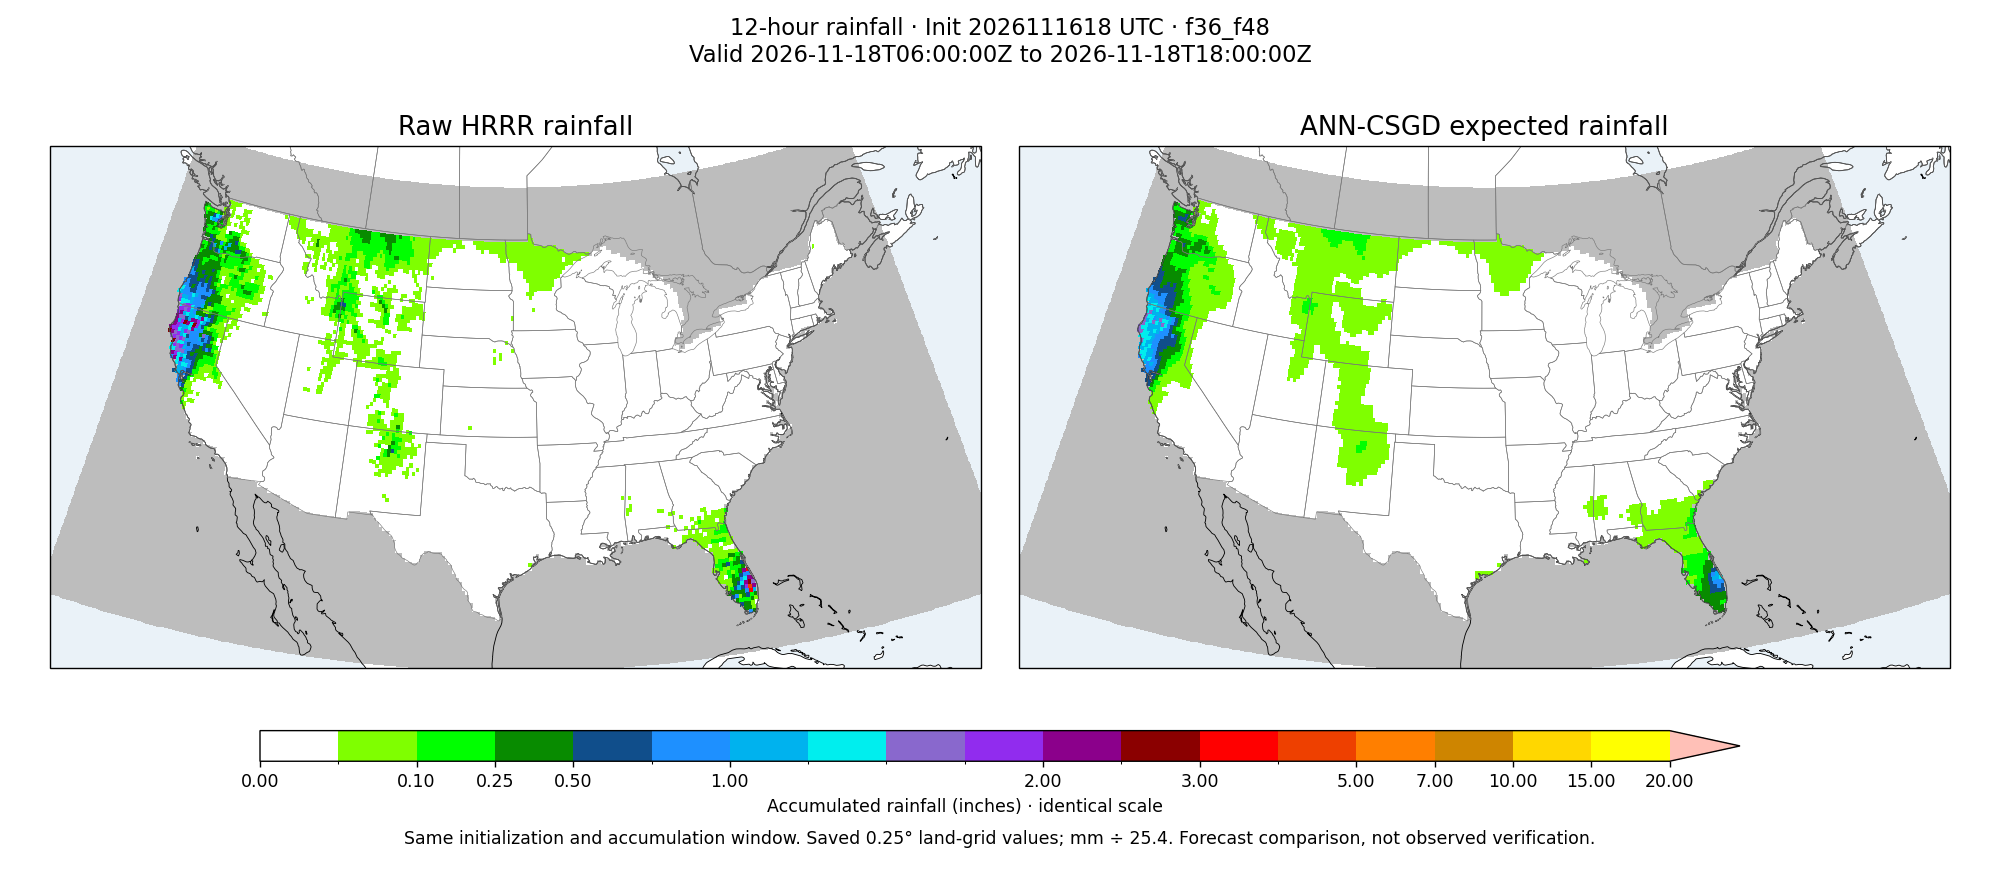 12-hour rainfall · Init 2026111618 UTC · f36_f48
Valid 2026-11-18T06:00:00Z to 2026-11-18T18:00:00Z
Raw HRRR rainfall
ANN-CSGD expected rainfall
0.00 0.10 0.25 0.50 1.00 2.00 3.00 5.00 7.00 10.00 15.00 20.00
Accumulated rainfall (inches) · identical scale
Same initialization and accumulation window. Saved 0.25° land-grid values; mm ÷ 25.4. Forecast comparison, not observed verification.